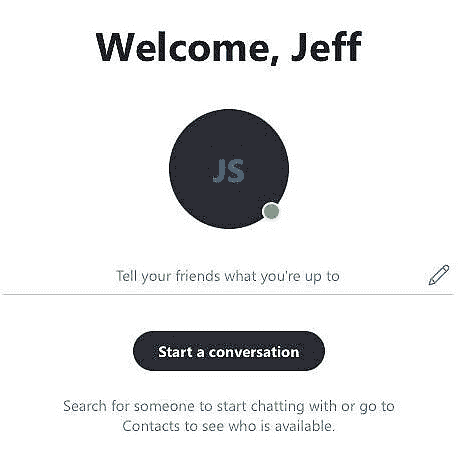 Welcome, Jeff
JS
Tell your friends what you're up to
Start a conversation
Search for someone to start chatting with or go to
Contacts to see who is available.